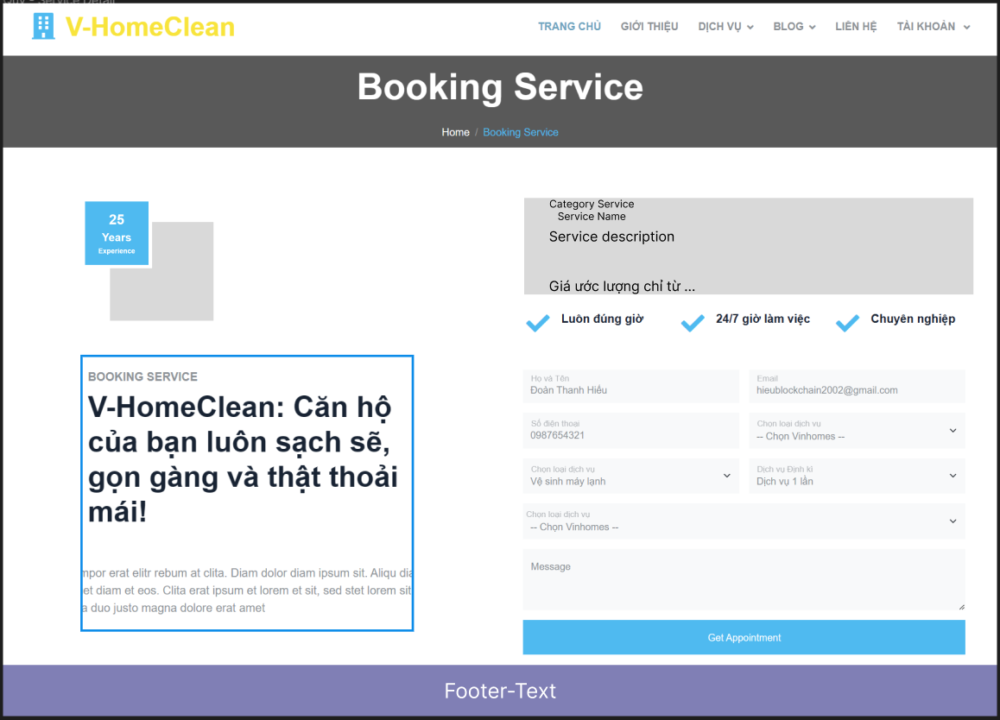 V-HomeClean
TRANG CHỦ GIỚI THIỆU DỊCH VỤ BLOG LIÊN HỆ TÀI KHOẢN
Booking Service
Home / Booking Service
25
Years
Experience
BOOKING SERVICE
V-HomeClean: Căn hộ
của bạn luôn sạch sẽ,
gọn gàng và thật thoải
mái!
erat elitr rebum at clita. Diam dolor diam ipsum sit. Aliqu
et diam et eos. Clita erat ipsum et lorem et sit, sed stet lorem sit
duo justo magna dolore erat amet
Category Service
Service Name
Service description
Giá ước lượng chỉ từ ...
Luôn đúng giờ
24/7 giờ làm việc
Chuyên nghiệp
Họ và Tên
Đoàn Thanh Hiếu
Email
hieublockchain2002@gmail.com
Số điện thoại
0987654321
Chọn loại dịch vụ
-- Chọn Vinhomes --
Chọn loại dịch vụ
Vệ sinh máy lạnh
Dịch vụ Định kì
Dịch vụ 1 lần
Chọn loại dịch vụ
-- Chọn Vinhomes --
Message
Get Appointment
Footer-Text